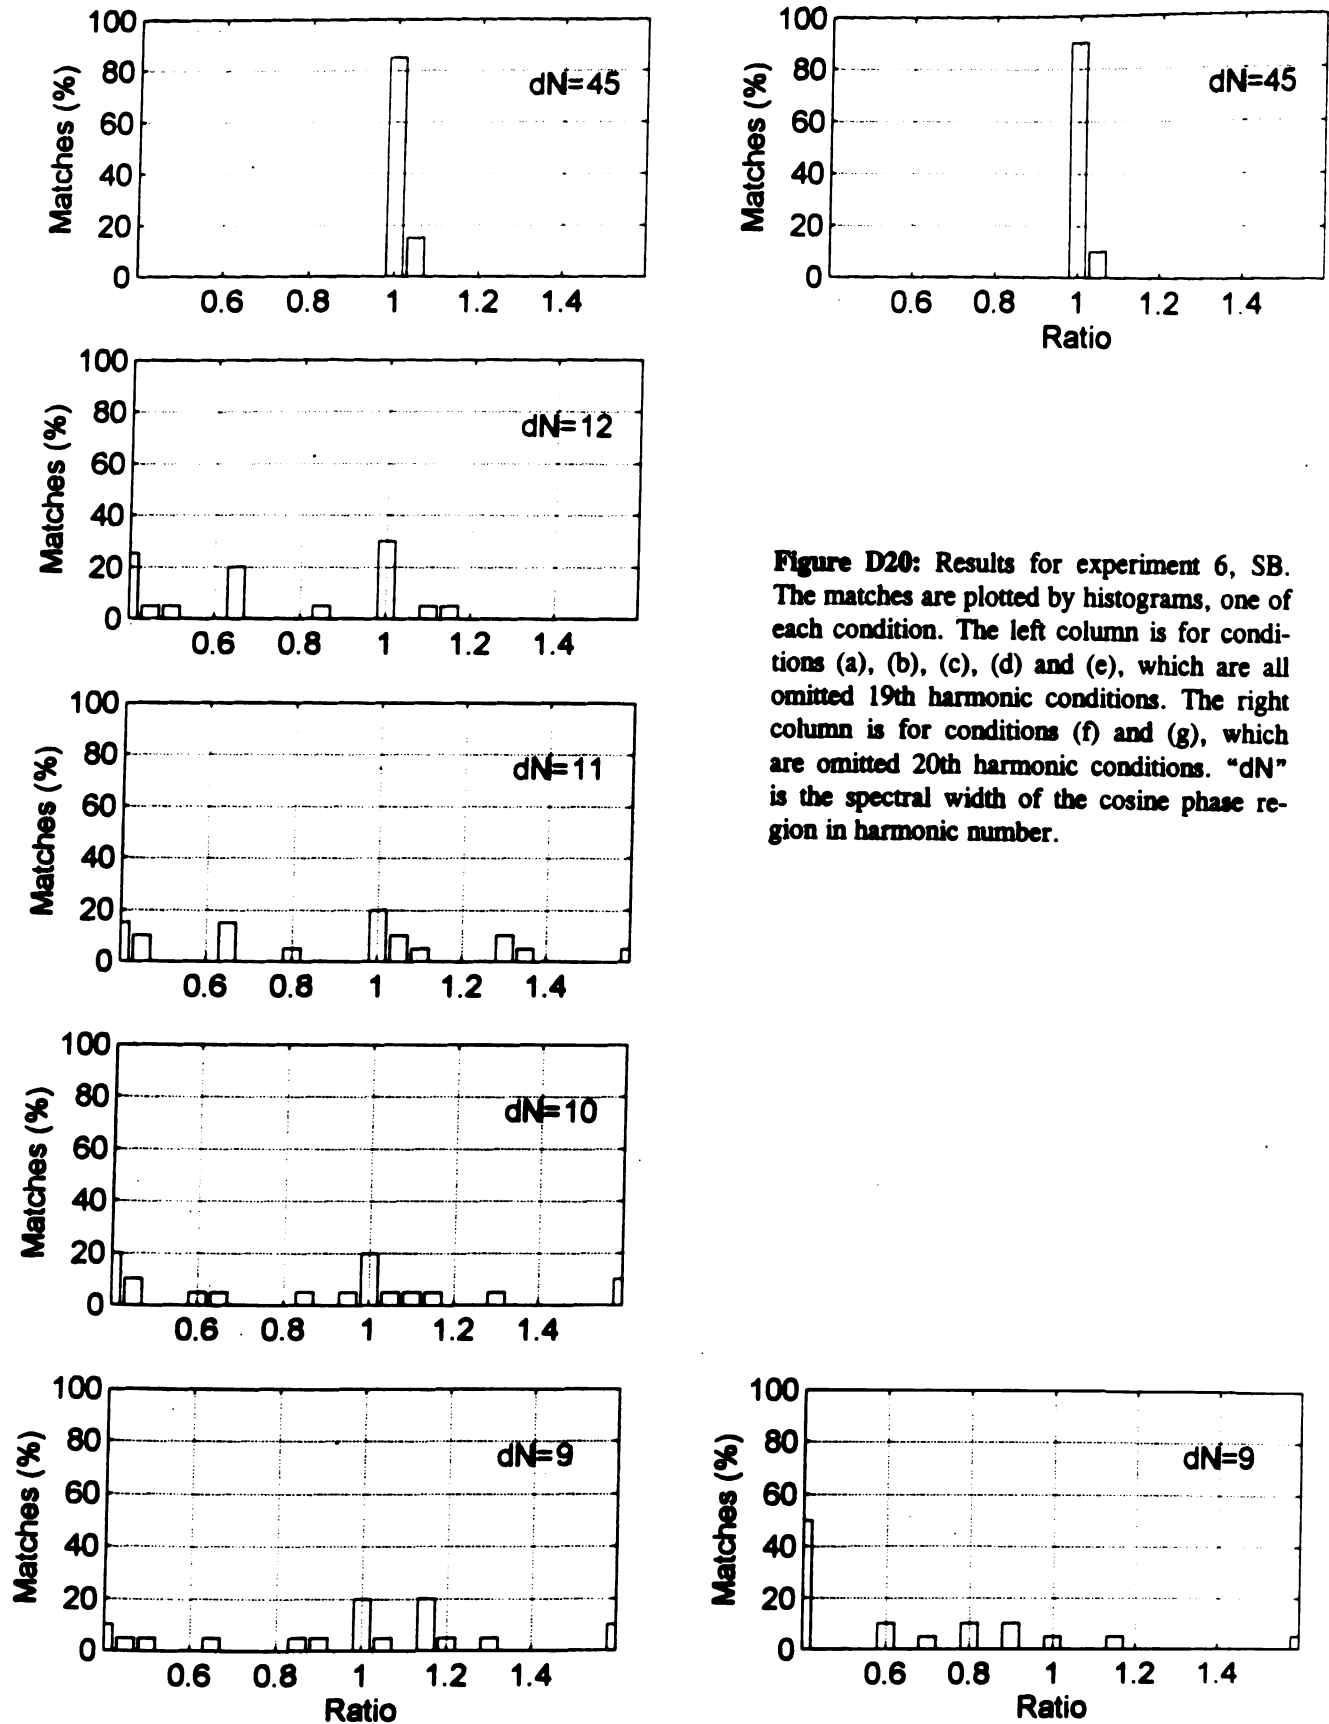 100
80
60
40
20
0
Matches (%)
dN=45
0.6 0.8 1 1.2 1.4
100
80
60
40
20
0
Matches (%)
dN=45
0.6 0.8 1 1.2 1.4
Ratio
100
80
60
40
20
0
Matches (%)
dN=12
0.6 0.8 1 1.2 1.4
Figure D20: Results for experiment 6, SB.
The matches are plotted by histograms, one of
each condition. The left column is for condi-
tions (a), (b), (c), (d) and (e), which are all
omitted 19th harmonic conditions. The right
column is for conditions (f) and (g), which
are omitted 20th harmonic conditions. “dN”
is the spectral width of the cosine phase re-
gion in harmonic number.
100
80
60
40
20
0
Matches (%)
dN=11
0.6 0.8 1 1.2 1.4
100
80
60
40
20
0
Matches (%)
dN=10
0.6 0.8 1 1.2 1.4
100
80
60
40
20
0
Matches (%)
dN=9
0.6 0.8 1 1.2 1.4
Ratio
100
80
60
40
20
0
Matches (%)
dN=9
0.6 0.8 1 1.2 1.4
Ratio